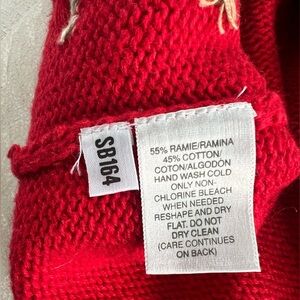 SB164
55% RAMIE/RAMINA
45% COTTON/
COTON/ALGODÓN
HAND WASH COLD
ONLY NON-
CHLORINE BLEACH
WHEN NEEDED
RESHAPE AND DRY
FLAT. DO NOT
DRY CLEAN
(CARE CONTINUES
ON BACK)